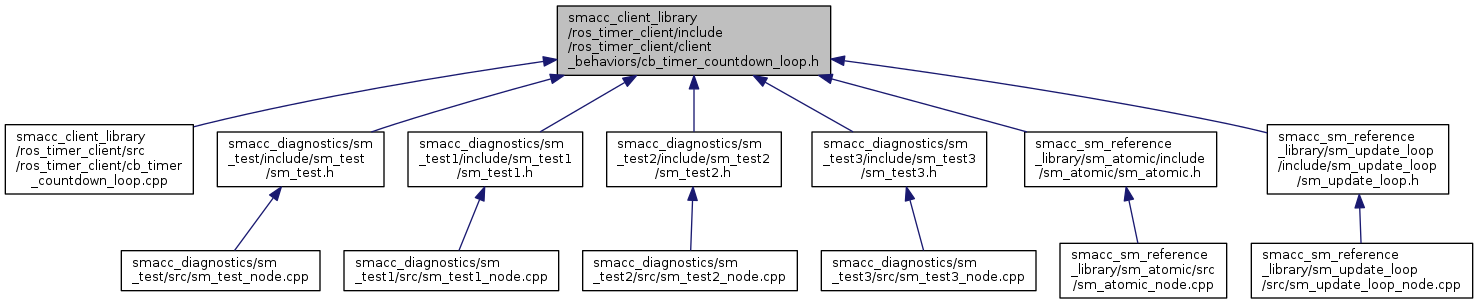 smacc_client_library
/ros_timer_client/include
/ros_timer_client/client
_behaviors/cb_timer_countdown_loop.h
smacc_client_library
/ros_timer_client/src
/ros_timer_client/cb_timer
_countdown_loop.cpp
smacc_diagnostics/sm
_test/include/sm_test
/sm_test.h
smacc_diagnostics/sm
_test1/include/sm_test1
/sm_test1.h
smacc_diagnostics/sm
_test2/include/sm_test2
/sm_test2.h
smacc_diagnostics/sm
_test3/include/sm_test3
/sm_test3.h
smacc_sm_reference
_library/sm_atomic/include
/sm_atomic/sm_atomic.h
smacc_sm_reference
_library/sm_update_loop
/include/sm_update_loop
/sm_update_loop.h
smacc_diagnostics/sm
_test/src/sm_test_node.cpp
smacc_diagnostics/sm
_test1/src/sm_test1_node.cpp
smacc_diagnostics/sm
_test2/src/sm_test2_node.cpp
smacc_diagnostics/sm
_test3/src/sm_test3_node.cpp
smacc_sm_reference
_library/sm_atomic/src
/sm_atomic_node.cpp
smacc_sm_reference
_library/sm_update_loop
/src/sm_update_loop_node.cpp